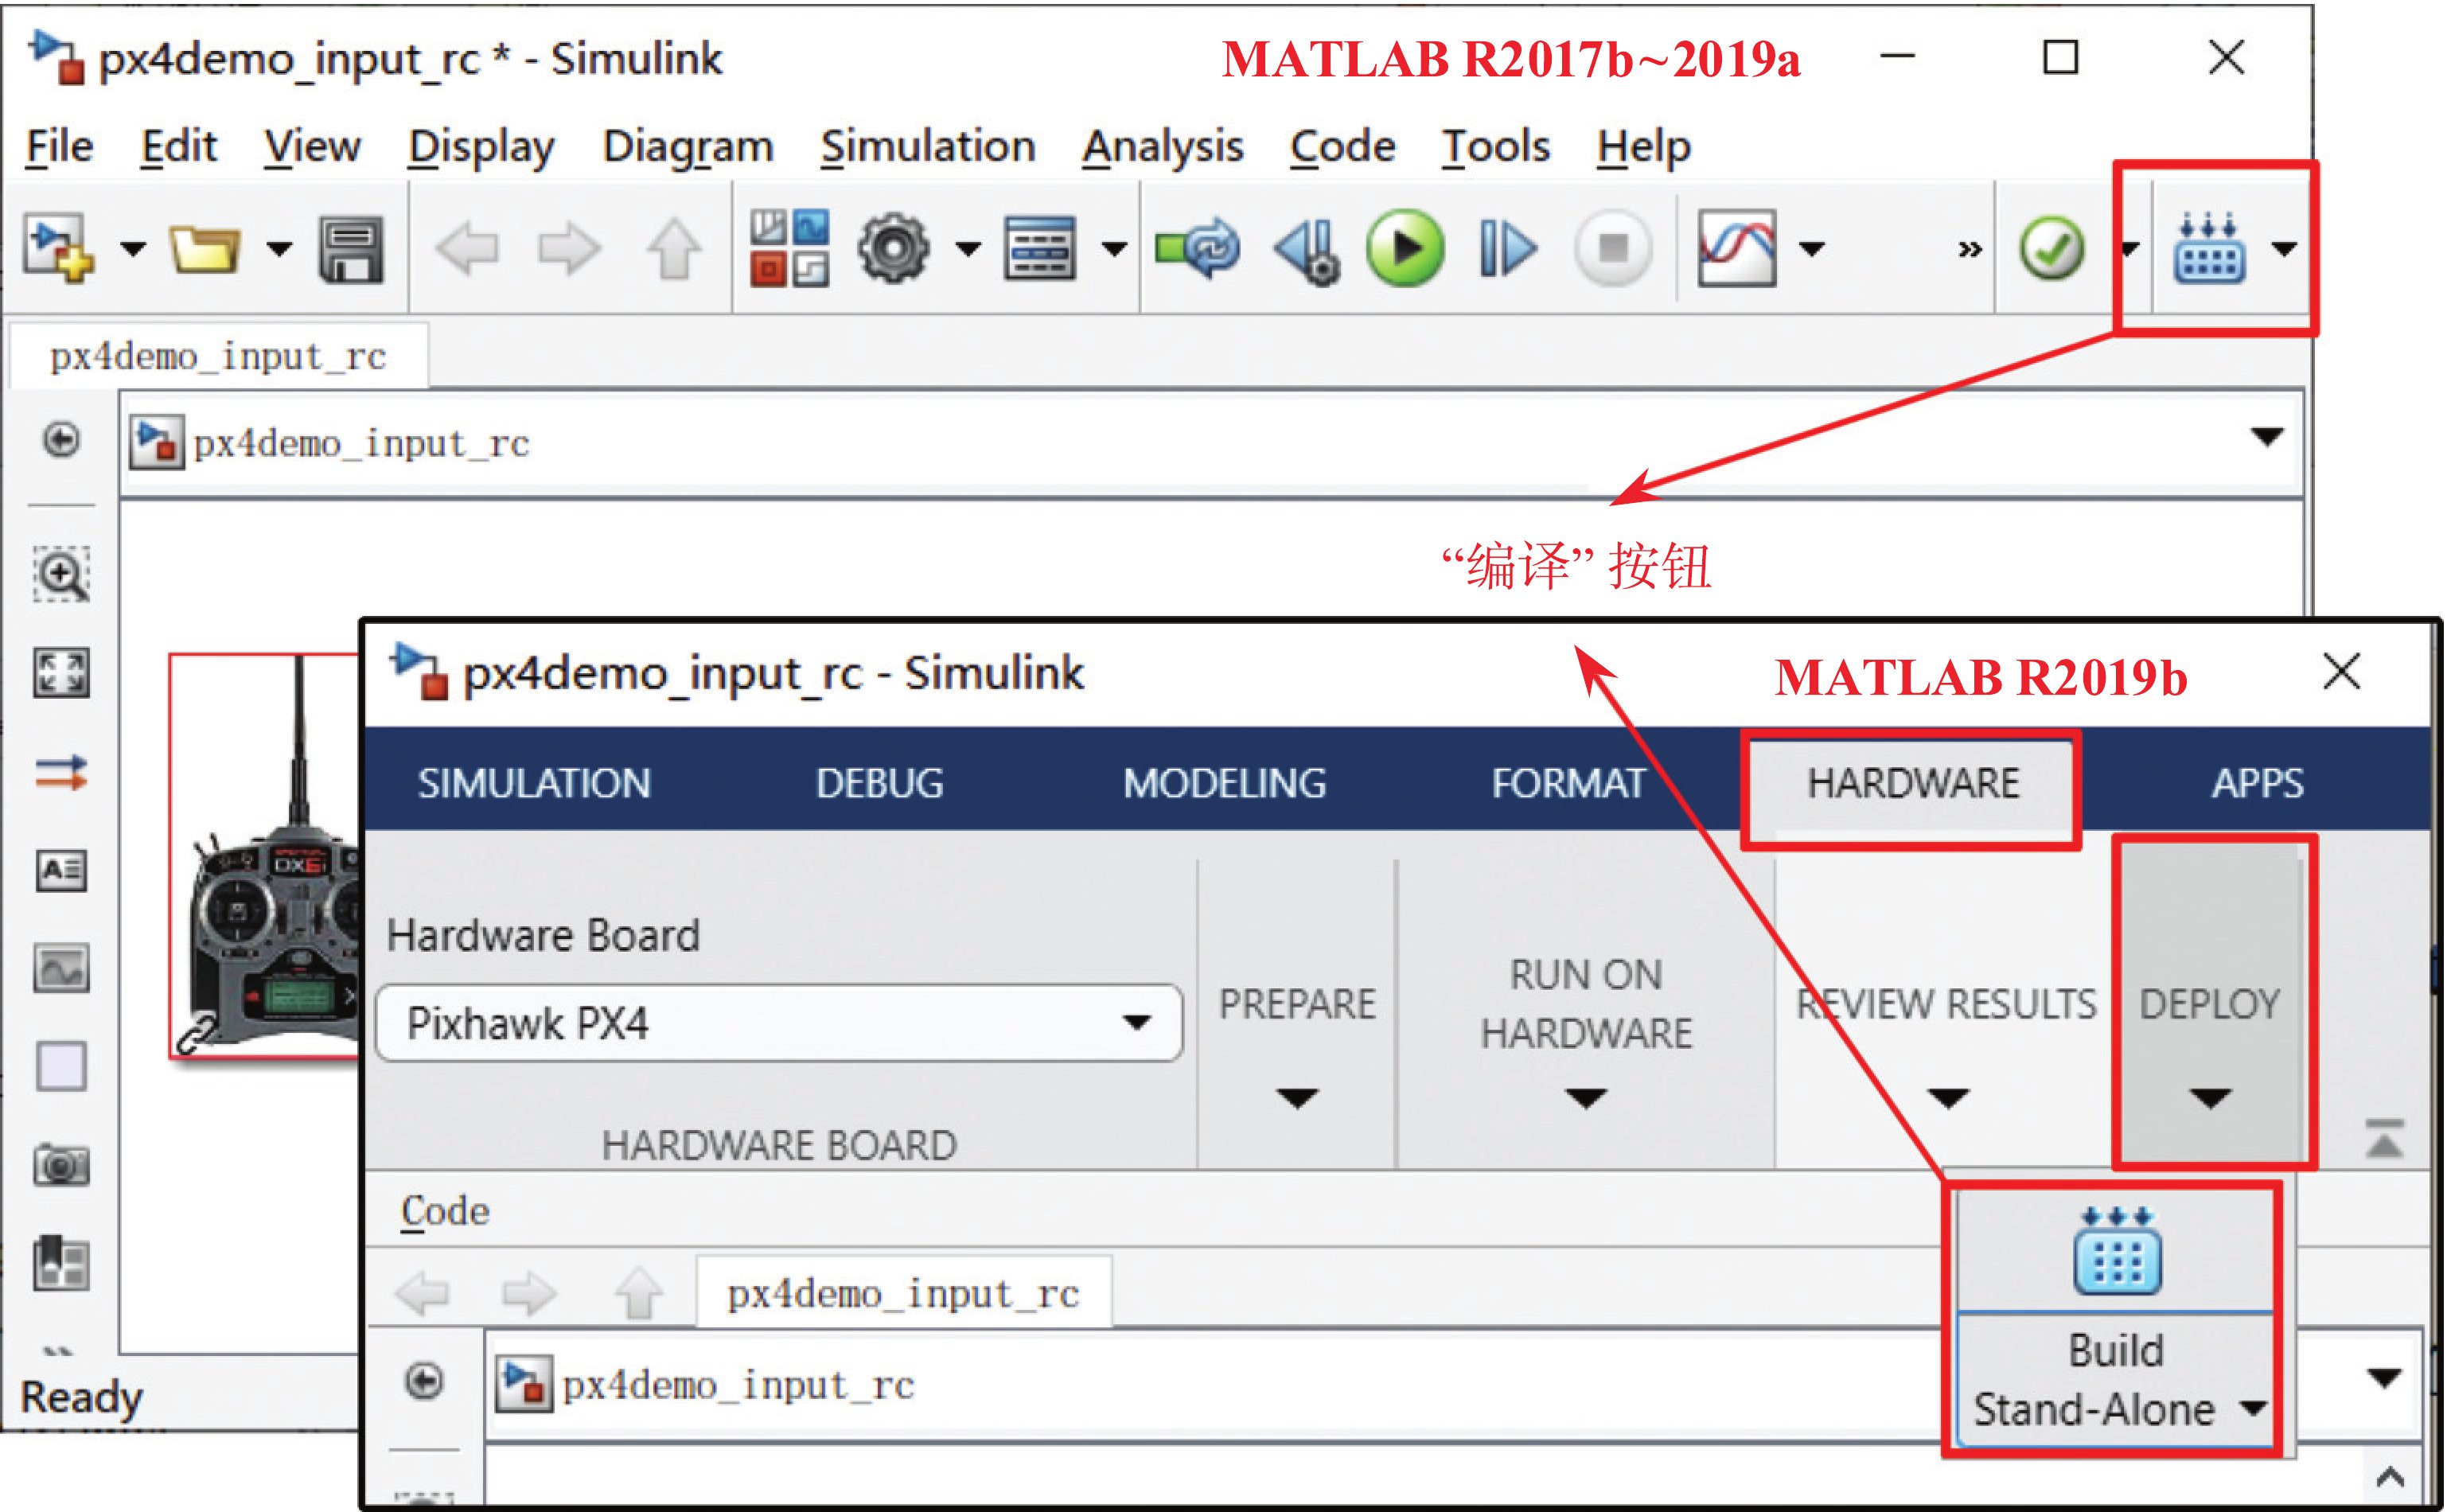 px4demo_input_rc * - Simulink
MATLAB R2017b~2019a
File Edit View Display Diagram Simulation Analysis Code Tools Help
px4demo_input_rc
px4demo_input_rc
“编译” 按钮
px4demo_input_rc - Simulink
MATLAB R2019b
SIMULATION DEBUG MODELING FORMAT HARDWARE APPS
DX6i
Hardware Board
Pixhawk PX4
PREPARE
RUN ON
HARDWARE
REVIEW RESULTS
DEPLOY
HARDWARE BOARD
Code
px4demo_input_rc
px4demo_input_rc
Build
Stand-Alone
Ready